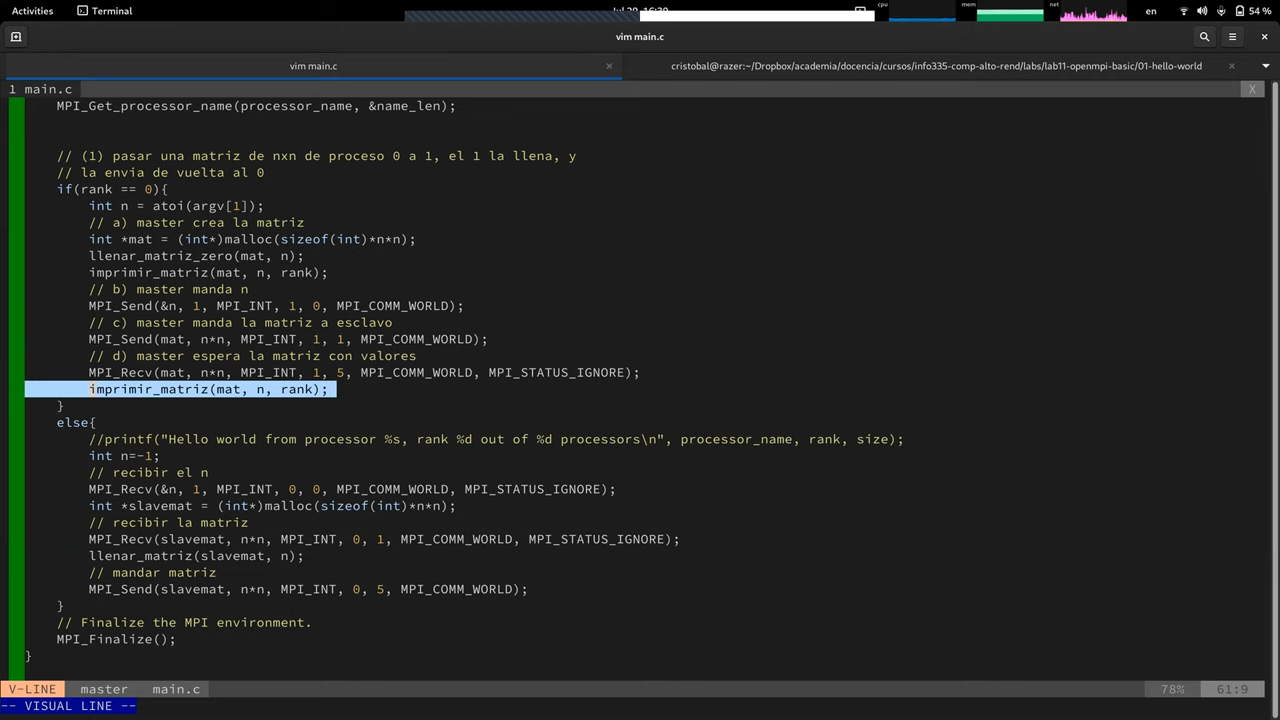 Activities
Terminal
cpu
mem
net
en
54 %
vim main.c
vim main.c
cristobal@razer:~/Dropbox/academia/docencia/cursos/info335-comp-alto-rend/labs/lab11-openmpi-basic/01-hello-world
1 main.c
X
MPI_Get_processor_name(processor_name, &name_len);
// (1) pasar una matriz de nxn de proceso 0 a 1, el 1 la llena, y
// la envia de vuelta al 0
if(rank == 0){
int n = atoi(argv[1]);
// a) master crea la matriz
int *mat = (int*)malloc(sizeof(int)*n*n);
llenar_matriz_zero(mat, n);
imprimir_matriz(mat, n, rank);
// b) master manda n
MPI_Send(&n, 1, MPI_INT, 1, 0, MPI_COMM_WORLD);
// c) master manda la matriz a esclavo
MPI_Send(mat, n*n, MPI_INT, 1, 1, MPI_COMM_WORLD);
// d) master espera la matriz con valores
MPI_Recv(mat, n*n, MPI_INT, 1, 5, MPI_COMM_WORLD, MPI_STATUS_IGNORE);
imprimir_matriz(mat, n, rank);
}
else{
//printf("Hello world from processor %s, rank %d out of %d processors\n", processor_name, rank, size);
int n=-1;
// recibir el n
MPI_Recv(&n, 1, MPI_INT, 0, 0, MPI_COMM_WORLD, MPI_STATUS_IGNORE);
int *slavemat = (int*)malloc(sizeof(int)*n*n);
// recibir la matriz
MPI_Recv(slavemat, n*n, MPI_INT, 0, 1, MPI_COMM_WORLD, MPI_STATUS_IGNORE);
llenar_matriz(slavemat, n);
// mandar matriz
MPI_Send(slavemat, n*n, MPI_INT, 0, 5, MPI_COMM_WORLD);
}
// Finalize the MPI environment.
MPI_Finalize();
}
V-LINE master main.c 78% 61:9
-- VISUAL LINE --